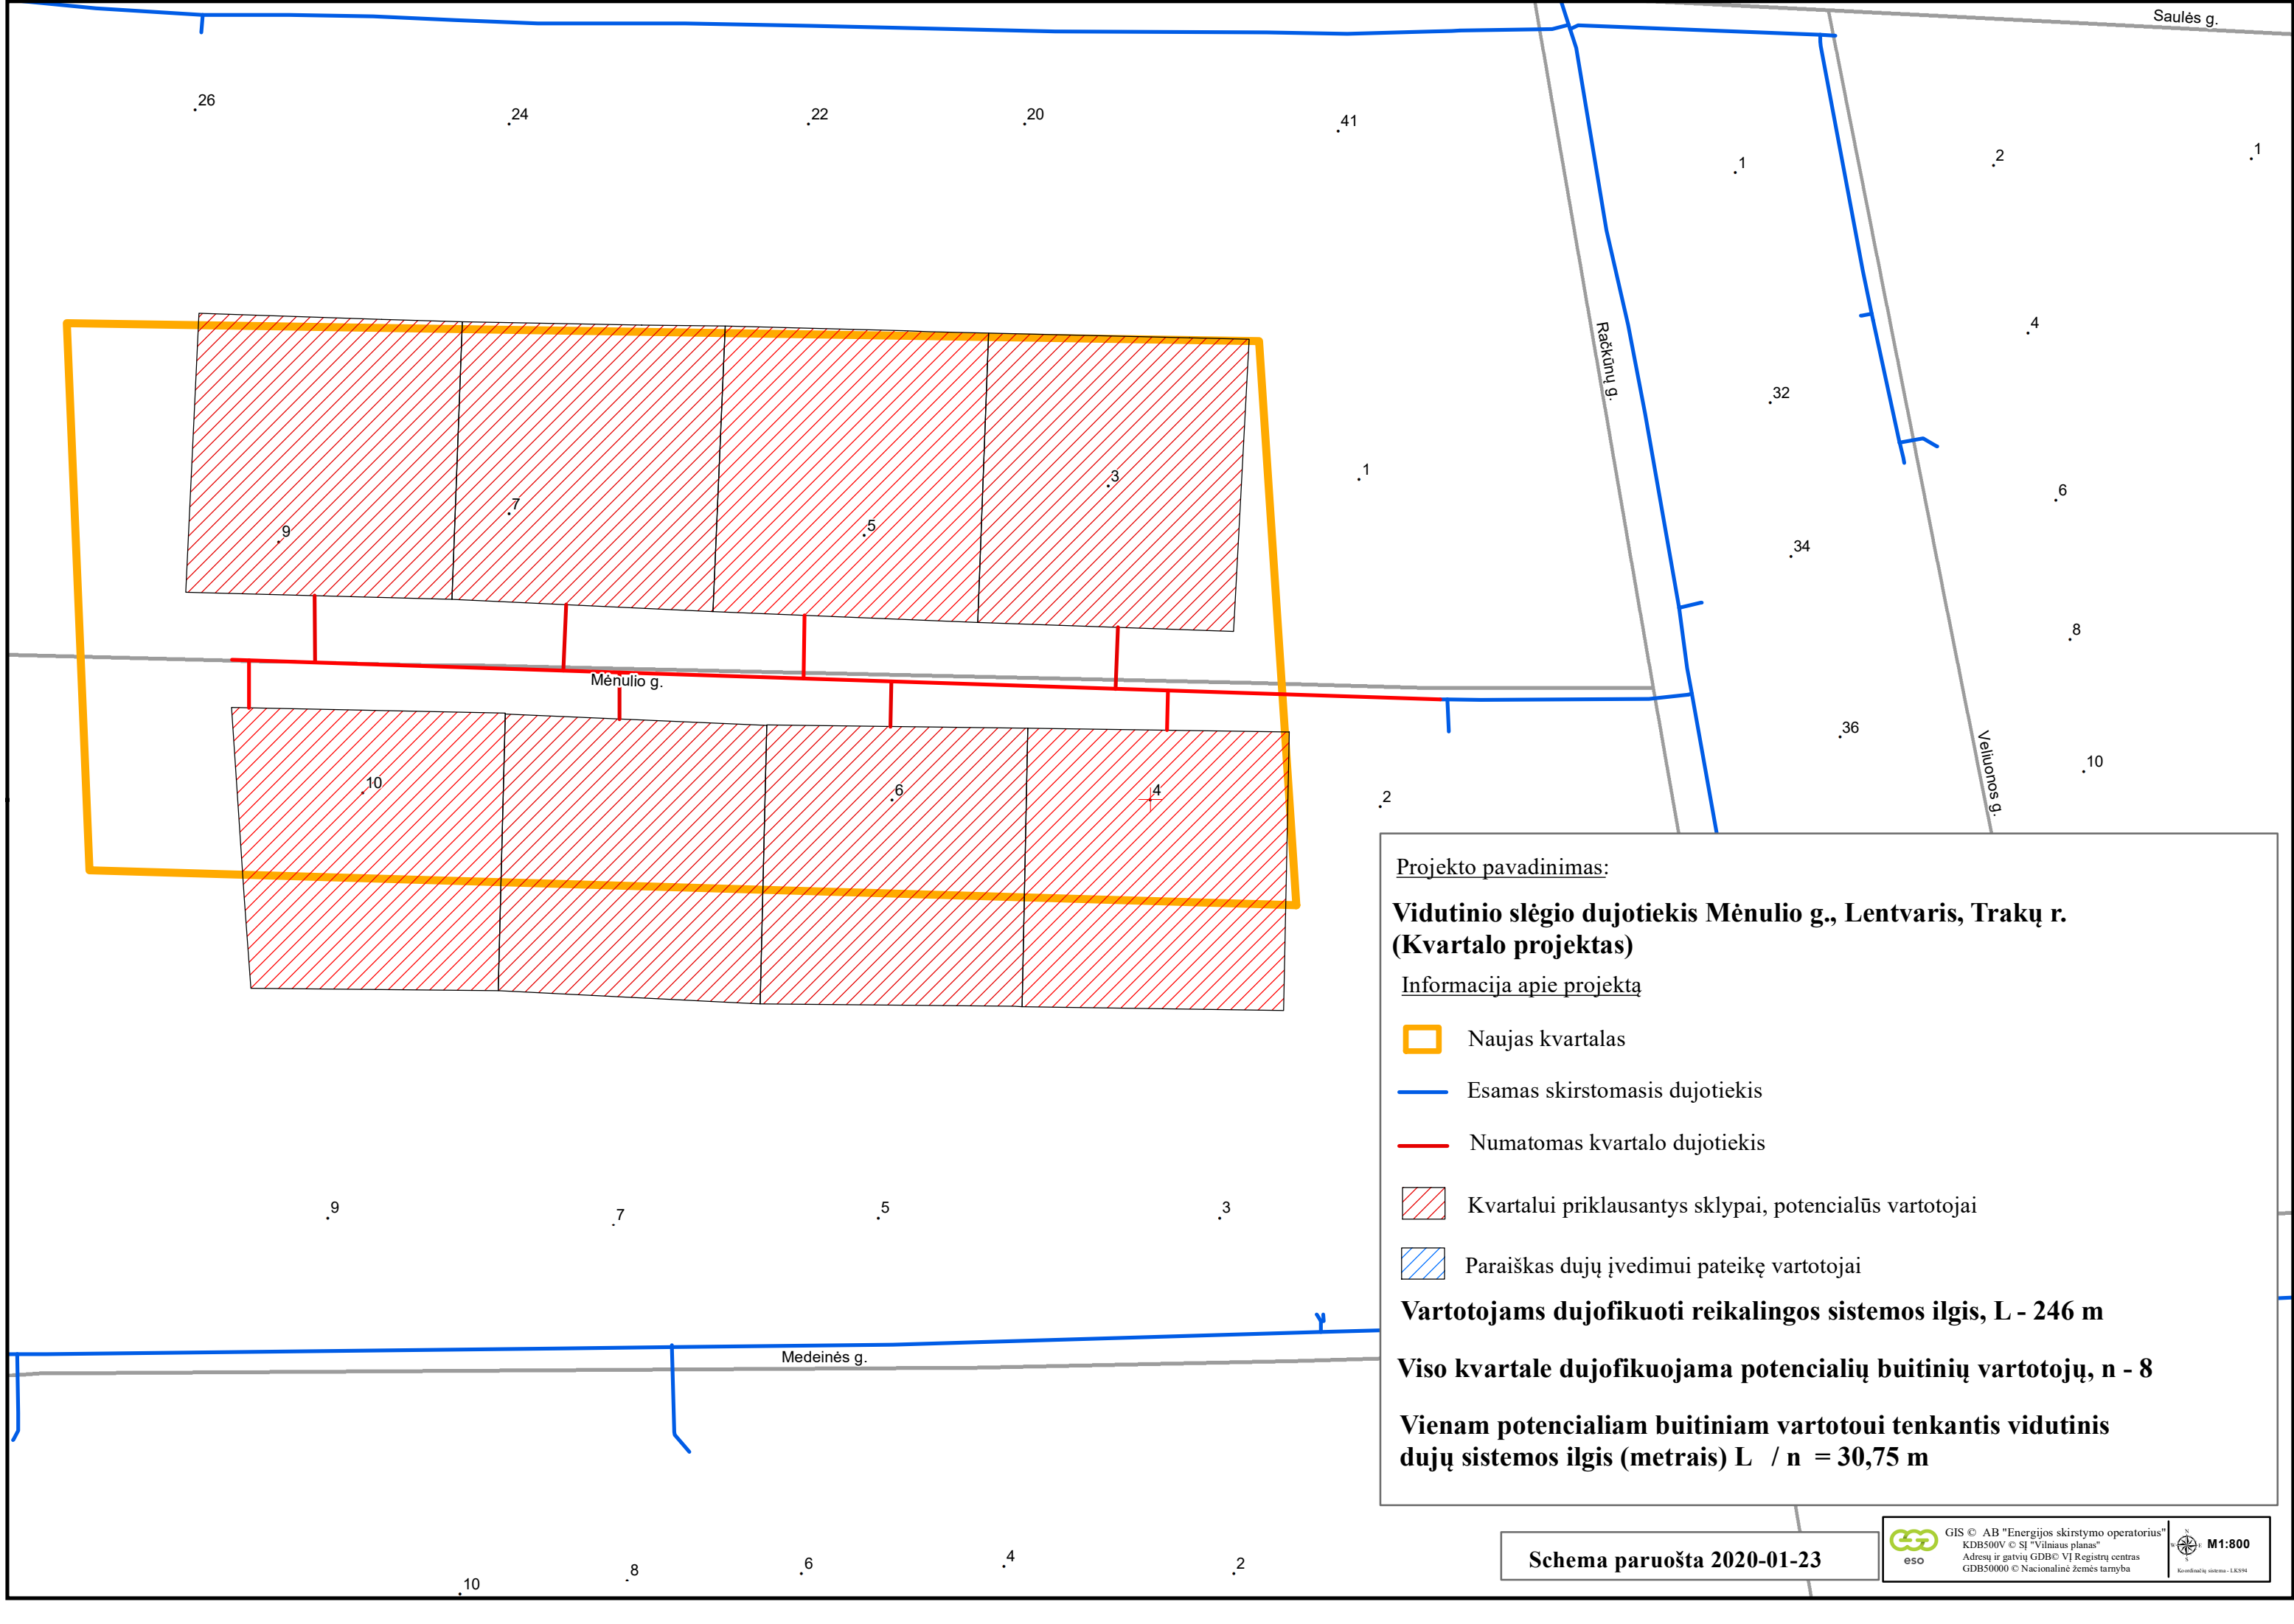 Saulės g.
26
24
22
20
41
1
2
1
4
Račkūnų g.
32
1
3
7
5
9
6
34
8
Mėnulio g.
36
Veliuonos g.
10
10
6
4
2
Projekto pavadinimas:
Vidutinio slėgio dujotiekis Mėnulio g., Lentvaris, Trakų r.
(Kvartalo projektas)
Informacija apie projektą
Naujas kvartalas
Esamas skirstomasis dujotiekis
Numatomas kvartalo dujotiekis
Kvartalui priklausantys sklypai, potencialūs vartotojai
Paraiškas dujų įvedimui pateikę vartotojai
Vartotojams dujofikuoti reikalingos sistemos ilgis, L - 246 m
Viso kvartale dujofikuojama potencialių buitinių vartotojų, n - 8
Vienam potencialiam buitiniam vartotoui tenkantis vidutinis
dujų sistemos ilgis (metrais) L / n = 30,75 m
9
7
5
3
Medeinės g.
10
8
6
4
2
Schema paruošta 2020-01-23
eso
GIS © AB "Energijos skirstymo operatorius"
KDB500V © SĮ "Vilniaus planas"
Adresų ir gatvių GDB© VĮ Registrų centras
GDB50000 © Nacionalinė žemės tarnyba
M1:800
Koordinačių sistema - LKS94